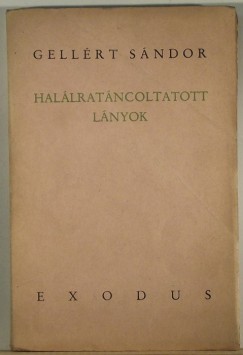 GELLÉRT SÁNDOR
HALÁLRATÁNCOLTATOTT
LÁNYOK
EXODUS